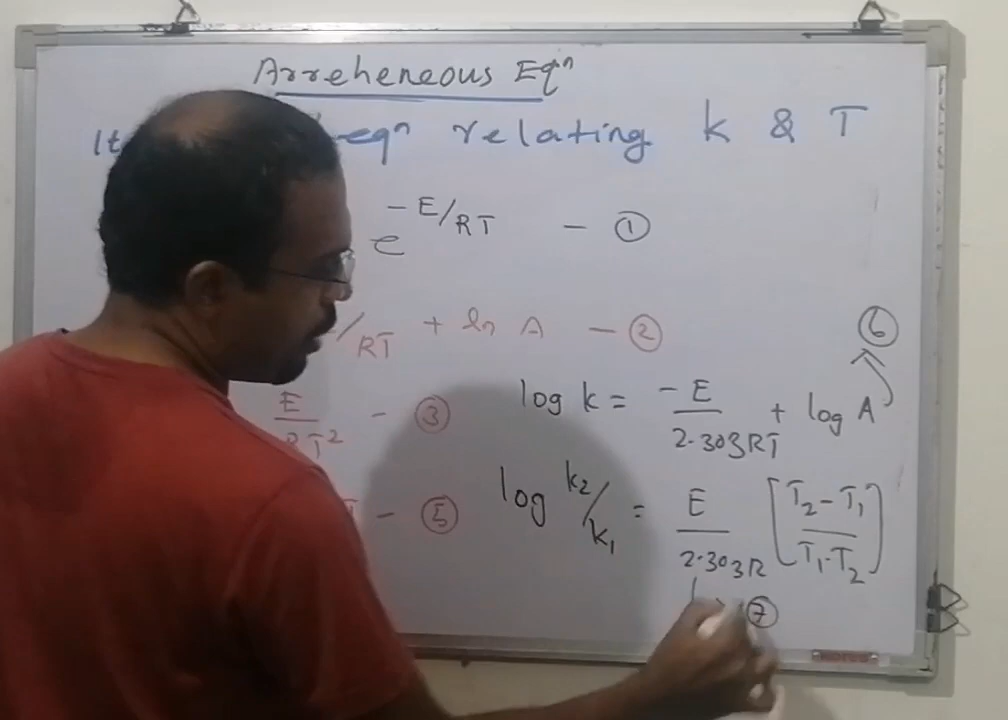 Arreheneous Eqⁿ
It eqⁿ relating k & T
e^-E/RT - ①
/RT + ln A - ②
⑥
log k = -E/2.303RT + log A
E/RT² - ③
log k₂/k₁ = E/2.303R [T₂-T₁/T₁.T₂]
- ⑤
⑦